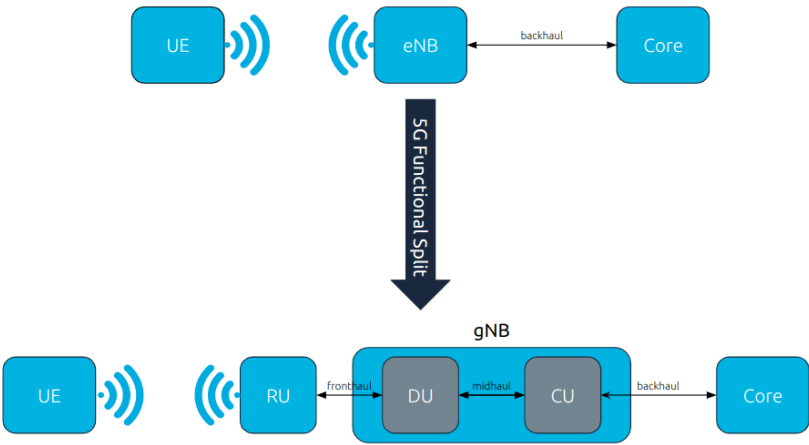 UE
eNB
backhaul
Core
5G Functional Split
gNB
UE
RU
fronthaul
DU
midhaul
CU
backhaul
Core